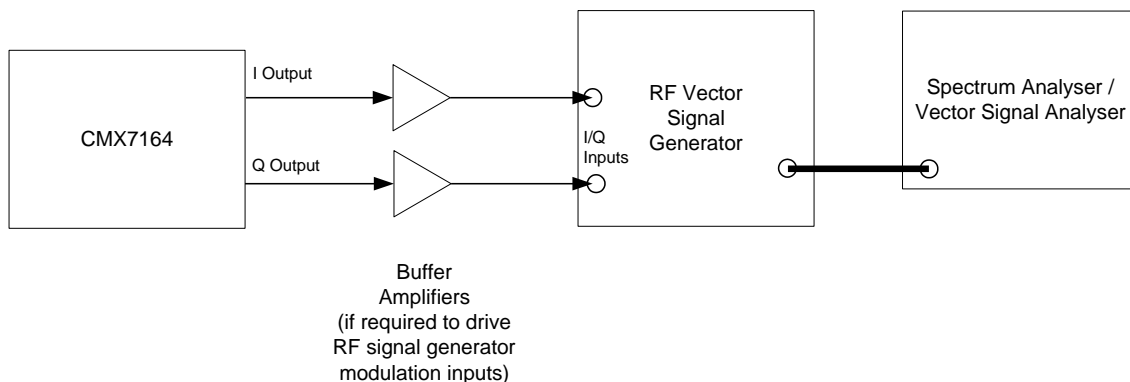 I Output
CMX7164
Q Output
I/Q
Inputs
RF Vector
Signal
Generator
Spectrum Analyser /
Vector Signal Analyser
Buffer
Amplifiers
(if required to drive
RF signal generator
modulation inputs)